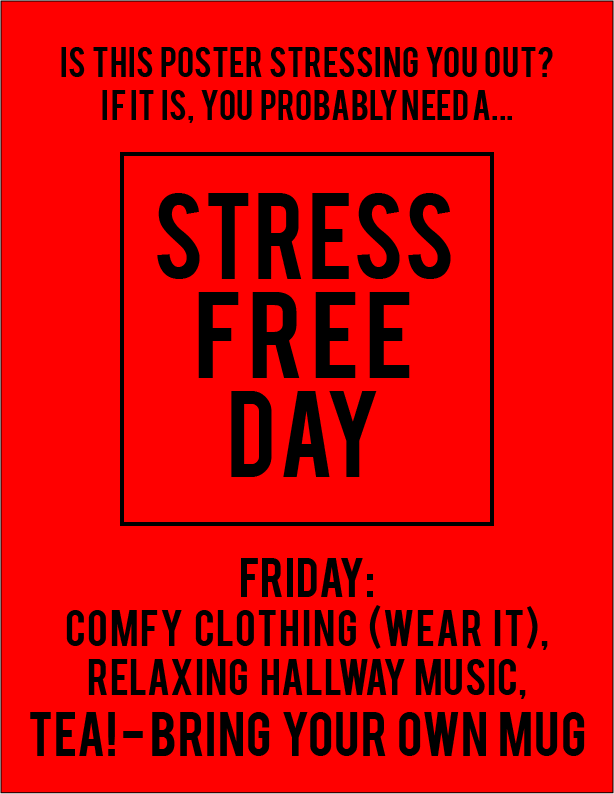 IS THIS POSTER STRESSING YOU OUT?
IF IT IS, YOU PROBABLY NEED A...
STRESS
FREE
DAY
FRIDAY:
COMFY CLOTHING (WEAR IT),
RELAXING HALLWAY MUSIC,
TEA! - BRING YOUR OWN MUG